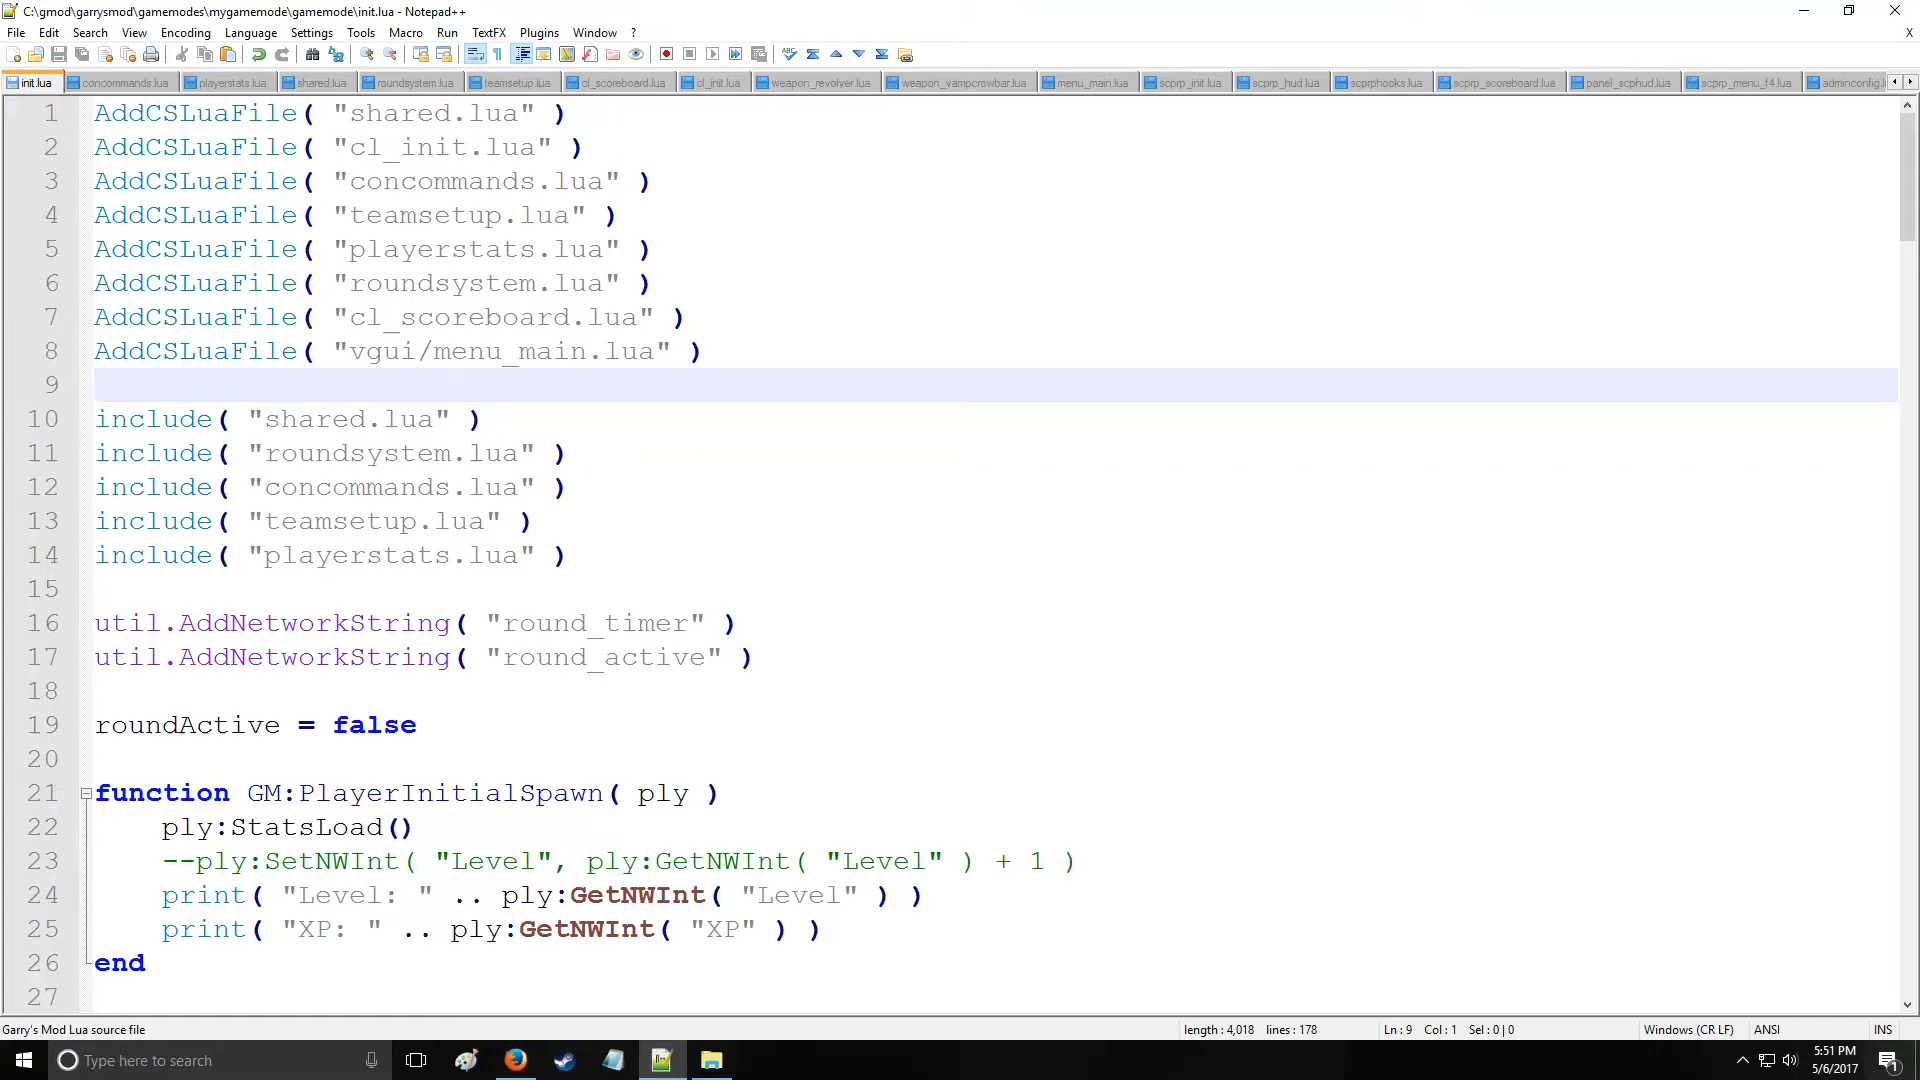 C:\gmod\garrysmod\gamemodes\mygamemode\gamemode\init.lua - Notepad++
File Edit Search View Encoding Language Settings Tools Macro Run TextFX Plugins Window ? X
init.lua concommands.lua playerstats.lua shared.lua roundsystem.lua teamsetup.lua cl_scoreboard.lua cl_init.lua weapon_revolver.lua weapon_vampcrowbar.lua menu_main.lua scprp_init.lua scprp_hud.lua scprphooks.lua scprp_scoreboard.lua panel_scphud.lua scprp_menu_f4.lua adminconfig.l
1 AddCSLuaFile( "shared.lua" )
2 AddCSLuaFile( "cl_init.lua" )
3 AddCSLuaFile( "concommands.lua" )
4 AddCSLuaFile( "teamsetup.lua" )
5 AddCSLuaFile( "playerstats.lua" )
6 AddCSLuaFile( "roundsystem.lua" )
7 AddCSLuaFile( "cl_scoreboard.lua" )
8 AddCSLuaFile( "vgui/menu_main.lua" )
9
10 include( "shared.lua" )
11 include( "roundsystem.lua" )
12 include( "concommands.lua" )
13 include( "teamsetup.lua" )
14 include( "playerstats.lua" )
15
16 util.AddNetworkString( "round_timer" )
17 util.AddNetworkString( "round_active" )
18
19 roundActive = false
20
21 function GM:PlayerInitialSpawn( ply )
22 ply:StatsLoad()
23 --ply:SetNWInt( "Level", ply:GetNWInt( "Level" ) + 1 )
24 print( "Level: " .. ply:GetNWInt( "Level" ) )
25 print( "XP: " .. ply:GetNWInt( "XP" ) )
26 end
27
Garry's Mod Lua source file length : 4,018 lines : 178 Ln : 9 Col : 1 Sel : 0 | 0 Windows (CR LF) ANSI INS
Type here to search
5:51 PM
5/6/2017
1